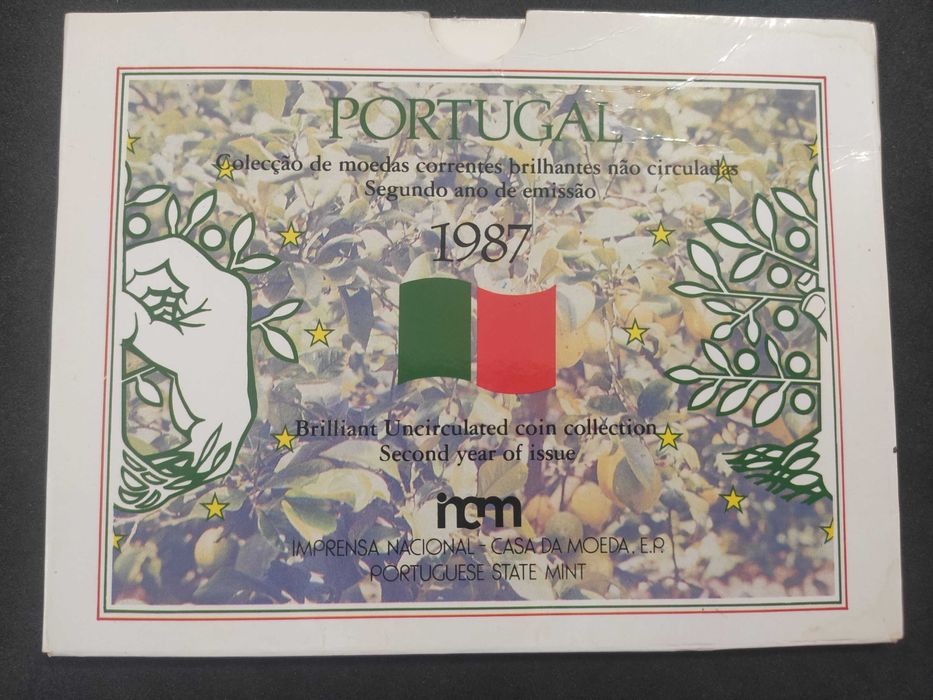 PORTUGAL
Colecção de moedas correntes brilhantes não circuladas
Segundo ano de emissão
1987
Brilliant Uncirculated coin collection
Second year of issue
incm
IMPRENSA NACIONAL - CASA DA MOEDA, E.P.
PORTUGUESE STATE MINT